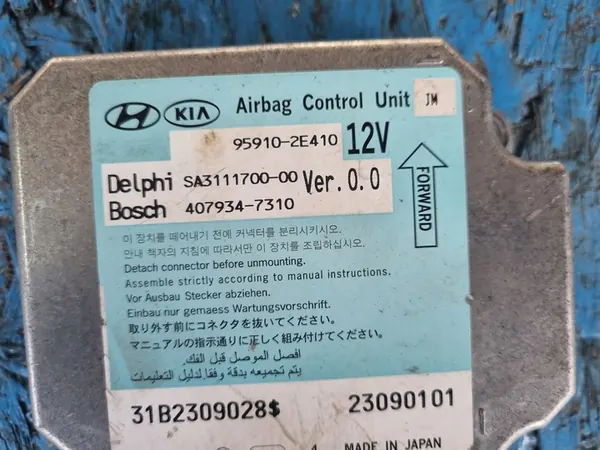 HYUNDAI KIA Airbag Control Unit JM
95910-2E410 12V
Delphi SA3111700-00 Ver.0.0
Bosch 407934-7310
FORWARD
이 장치를 떼어내기 전에 커넥터를 분리시키시오.
안내 책자의 지침에 따라서만 이 장치를 조립하십시오.
Detach connector before unmounting.
Assemble strictly according to manual instructions.
Vor Ausbau Stecker abziehen.
Einbau nur gemaess Wartungsvorschrift.
取り外す前にコネクタを抜いてください。
マニュアルの指示通りに正しく組み付けてください。
افصل الموصل قبل الفك.
يتم تجميعه بدقة وفقا لدليل التعليمات
31B2309028$ 23090101
MADE IN JAPAN